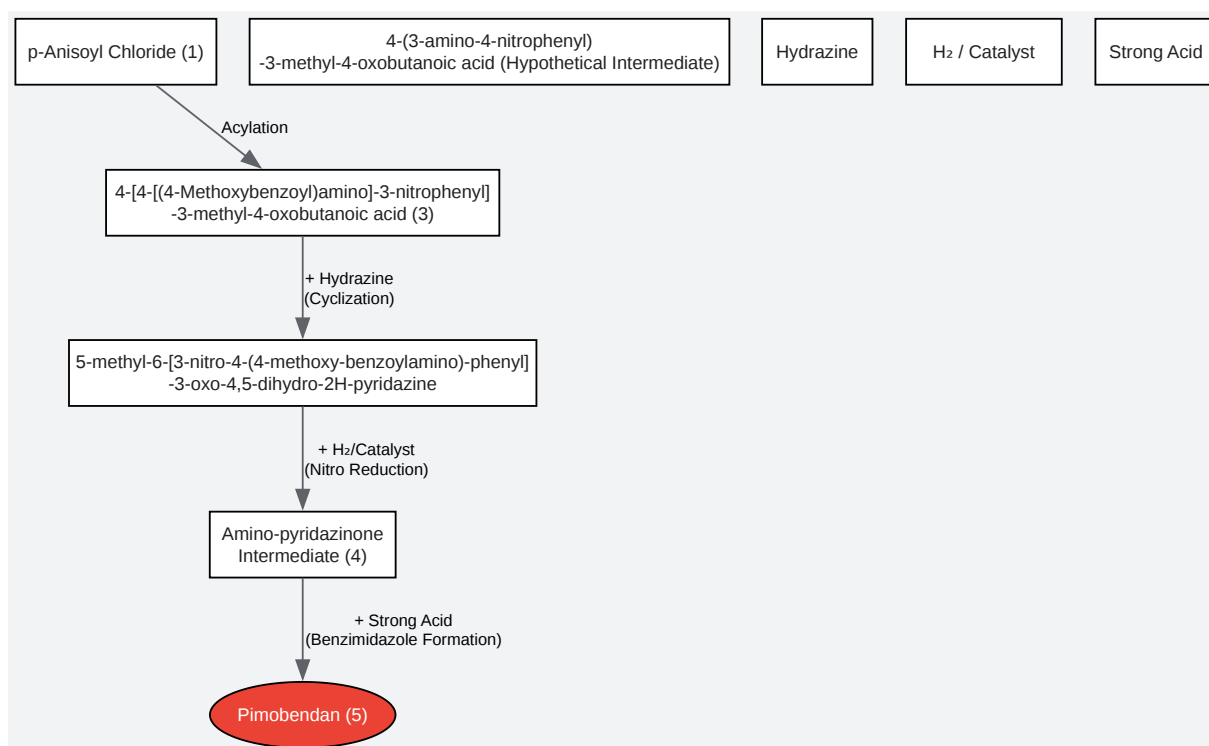 p-Anisoyl Chloride (1)
4-(3-amino-4-nitrophenyl)
-3-methyl-4-oxobutanoic acid (Hypothetical Intermediate)
Hydrazine
H₂ / Catalyst
Strong Acid
Acylation
4-[4-[(4-Methoxybenzoyl)amino]-3-nitrophenyl]
-3-methyl-4-oxobutanoic acid (3)
+ Hydrazine
(Cyclization)
5-methyl-6-[3-nitro-4-(4-methoxy-benzoylamino)-phenyl]
-3-oxo-4,5-dihydro-2H-pyridazine
+ H₂/Catalyst
(Nitro Reduction)
Amino-pyridazinone
Intermediate (4)
+ Strong Acid
(Benzimidazole Formation)
Pimobendan (5)